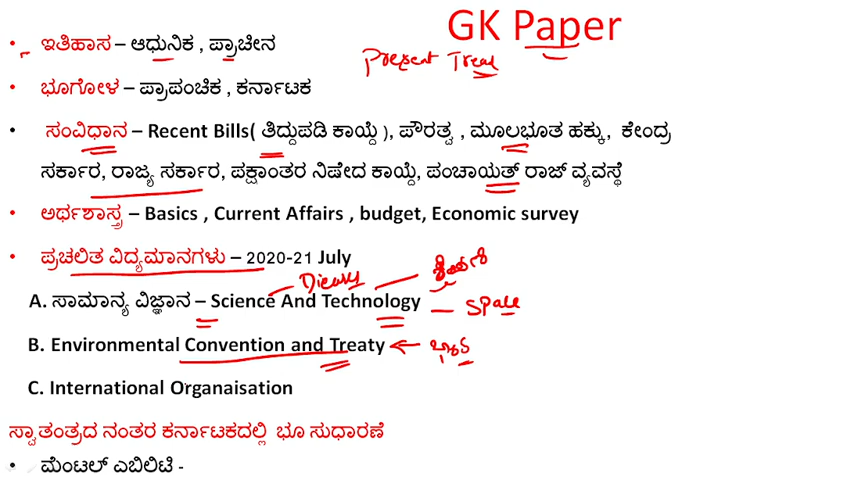 GK Paper
• ಇತಿಹಾಸ – ಆಧುನಿಕ , ಪ್ರಾಚೀನ
Present Trend
• ಭೂಗೋಳ – ಪ್ರಾಪಂಚಿಕ , ಕರ್ನಾಟಕ
• ಸಂವಿಧಾನ – Recent Bills( ತಿದ್ದುಪಡಿ ಕಾಯ್ದೆ ), ಪೌರತ್ವ , ಮೂಲಭೂತ ಹಕ್ಕು, ಕೇಂದ್ರ
ಸರ್ಕಾರ, ರಾಜ್ಯ ಸರ್ಕಾರ, ಪಕ್ಷಾಂತರ ನಿಷೇದ ಕಾಯ್ದೆ, ಪಂಚಾಯತ್ ರಾಜ್ ವ್ಯವಸ್ಥೆ
• ಅರ್ಥಶಾಸ್ತ್ರ – Basics , Current Affairs , budget, Economic survey
• ಪ್ರಚಲಿತ ವಿದ್ಯಮಾನಗಳು – 2020-21 July
A. ಸಾಮಾನ್ಯ ವಿಜ್ಞಾನ – Science And Technology
Space
B. Environmental Convention and Treaty
C. International Organaisation
ಸ್ವಾತಂತ್ರದ ನಂತರ ಕರ್ನಾಟಕದಲ್ಲಿ ಭೂ ಸುಧಾರಣೆ
• ಮೆಂಟಲ್ ಎಬಿಲಿಟಿ -